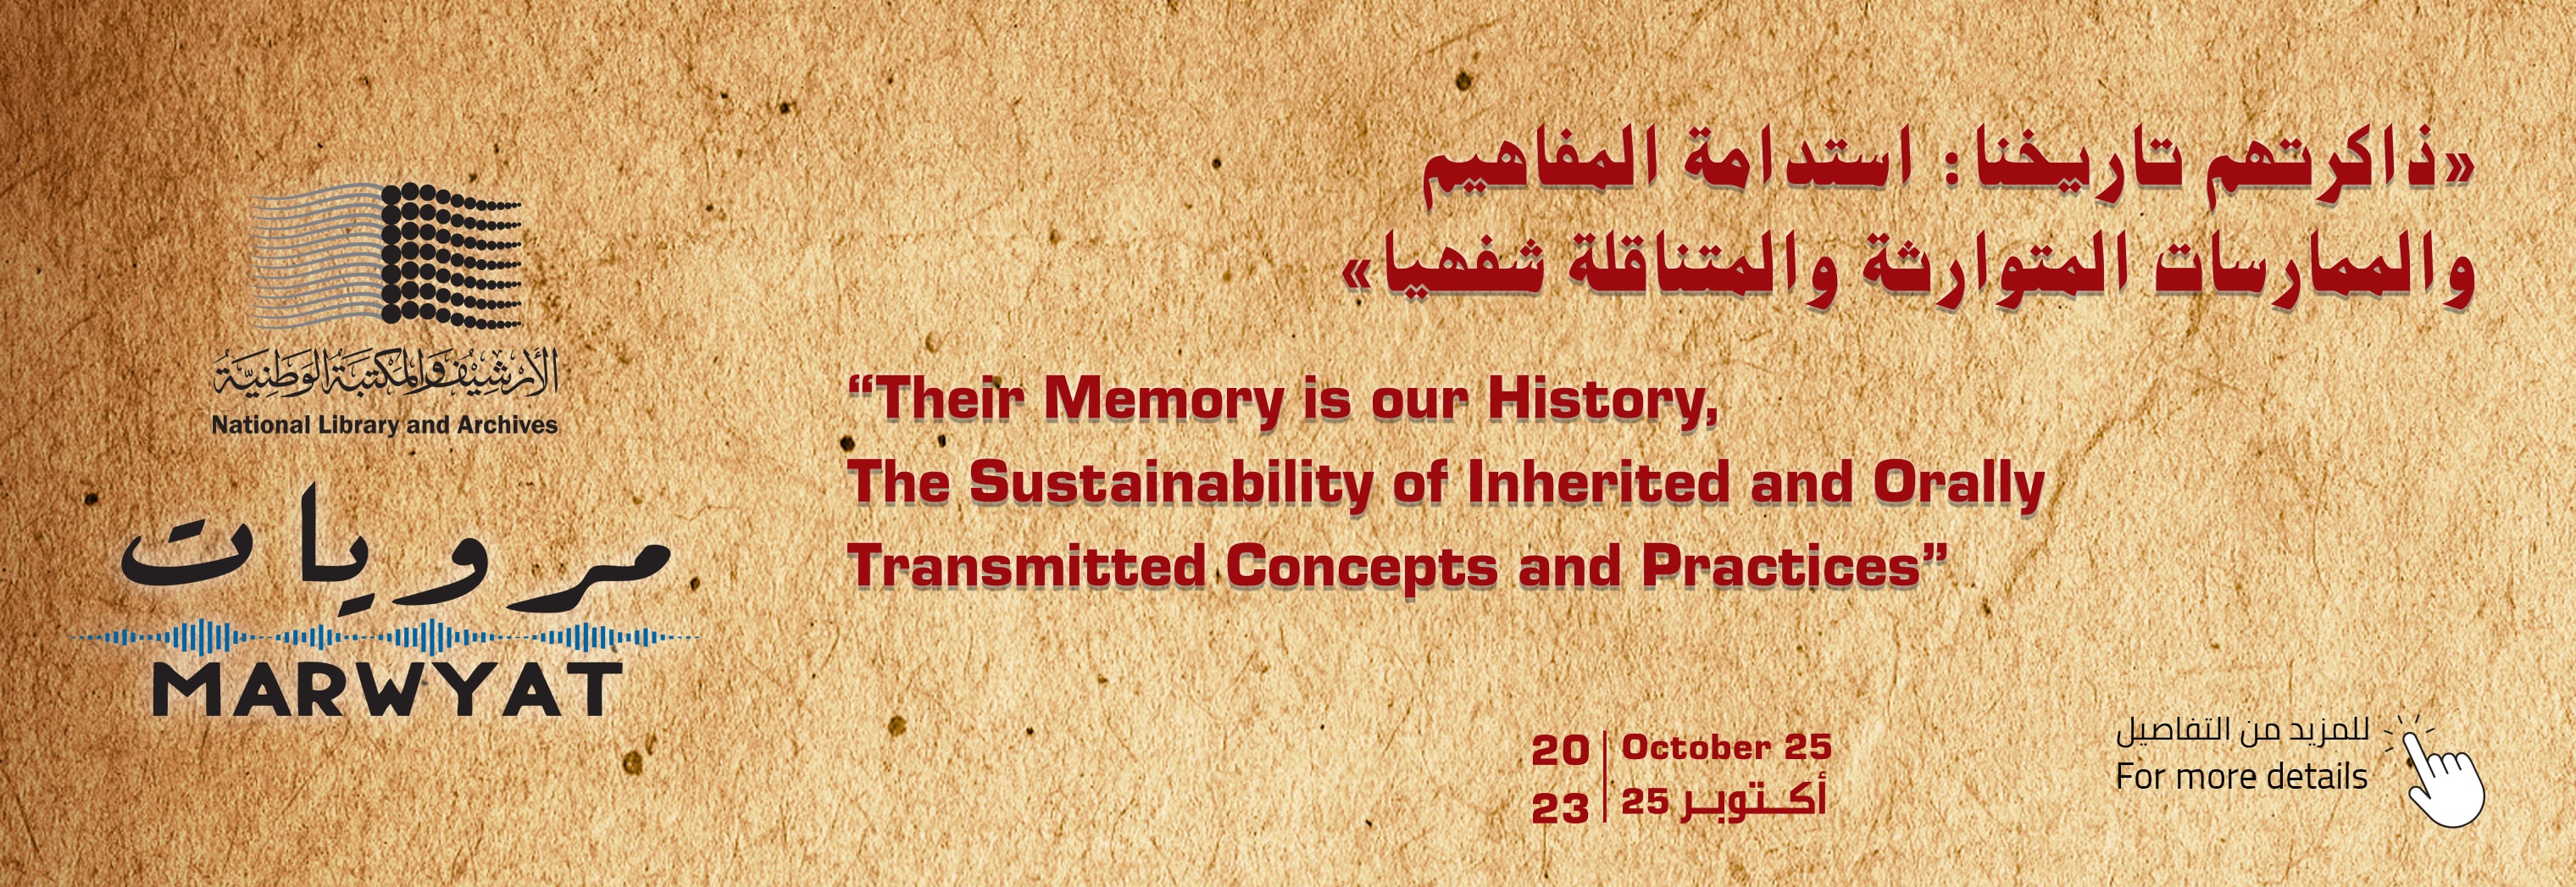 الأرشيف والمكتبة الوطنية
National Library and Archives
مرويات
MARWYAT
«ذاكرتهم تاريخنا: استدامة المفاهيم
والممارسات المتوارثة والمتناقلة شفهيا»
“Their Memory is our History,
The Sustainability of Inherited and Orally
Transmitted Concepts and Practices”
20
23
October 25
25 أكتوبر
للمزيد من التفاصيل
For more details